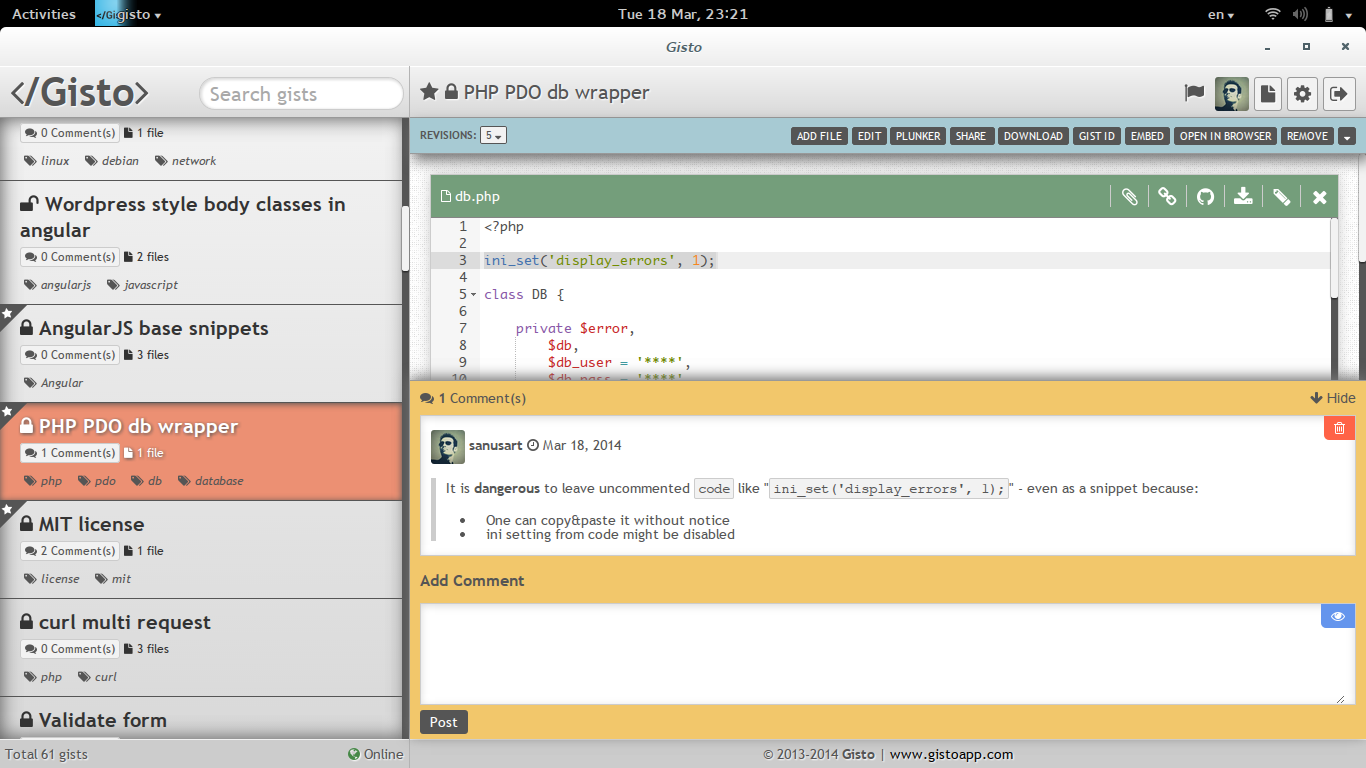 Activities </Gi gisto Tue 18 Mar, 23:21 en
Gisto
</Gisto> Search gists
PHP PDO db wrapper
0 Comment(s) 1 file
linux debian network
Wordpress style body classes in
angular
0 Comment(s) 2 files
angularjs javascript
AngularJS base snippets
0 Comment(s) 3 files
Angular
PHP PDO db wrapper
1 Comment(s) 1 file
php pdo db database
MIT license
2 Comment(s) 1 file
license mit
curl multi request
0 Comment(s) 3 files
php curl
Validate form
Total 61 gists Online
REVISIONS: 5 ADD FILE EDIT PLUNKER SHARE DOWNLOAD GIST ID EMBED OPEN IN BROWSER REMOVE
db.php
1 <?php
2
3 ini_set('display_errors', 1);
4
5 class DB {
6
7 private $error,
8 $db,
9 $db_user = '****',
10 $db_pass = '****'
1 Comment(s) Hide
sanusart Mar 18, 2014
It is dangerous to leave uncommented code like "ini_set('display_errors', 1);" - even as a snippet because:
• One can copy&paste it without notice
• ini setting from code might be disabled
Add Comment
Post
© 2013-2014 Gisto | www.gistoapp.com